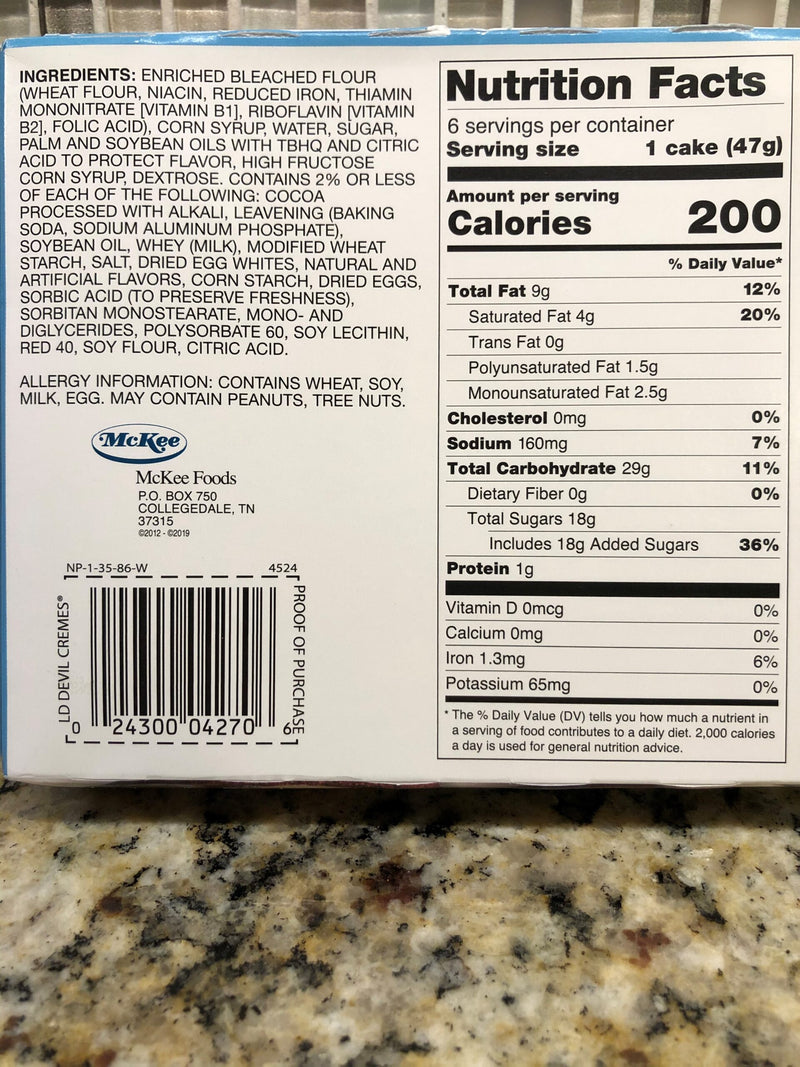 INGREDIENTS: ENRICHED BLEACHED FLOUR
(WHEAT FLOUR, NIACIN, REDUCED IRON, THIAMIN
MONONITRATE [VITAMIN B1], RIBOFLAVIN [VITAMIN
B2], FOLIC ACID), CORN SYRUP, WATER, SUGAR,
PALM AND SOYBEAN OILS WITH TBHQ AND CITRIC
ACID TO PROTECT FLAVOR, HIGH FRUCTOSE
CORN SYRUP, DEXTROSE. CONTAINS 2% OR LESS
OF EACH OF THE FOLLOWING: COCOA
PROCESSED WITH ALKALI, LEAVENING (BAKING
SODA, SODIUM ALUMINUM PHOSPHATE),
SOYBEAN OIL, WHEY (MILK), MODIFIED WHEAT
STARCH, SALT, DRIED EGG WHITES, NATURAL AND
ARTIFICIAL FLAVORS, CORN STARCH, DRIED EGGS,
SORBIC ACID (TO PRESERVE FRESHNESS),
SORBITAN MONOSTEARATE, MONO- AND
DIGLYCERIDES, POLYSORBATE 60, SOY LECITHIN,
RED 40, SOY FLOUR, CITRIC ACID.
ALLERGY INFORMATION: CONTAINS WHEAT, SOY,
MILK, EGG. MAY CONTAIN PEANUTS, TREE NUTS.
McKee
McKee Foods
P.O. BOX 750
COLLEGEDALE, TN
37315
©2012 - ©2019
NP-1-35-86-W 4524
LD DEVIL CREMES®
PROOF OF PURCHASE
0 24300 04270 6
Nutrition Facts
6 servings per container
Serving size 1 cake (47g)
Amount per serving
Calories 200
% Daily Value*
Total Fat 9g 12%
Saturated Fat 4g 20%
Trans Fat 0g
Polyunsaturated Fat 1.5g
Monounsaturated Fat 2.5g
Cholesterol 0mg 0%
Sodium 160mg 7%
Total Carbohydrate 29g 11%
Dietary Fiber 0g 0%
Total Sugars 18g
Includes 18g Added Sugars 36%
Protein 1g
Vitamin D 0mcg 0%
Calcium 0mg 0%
Iron 1.3mg 6%
Potassium 65mg 0%
* The % Daily Value (DV) tells you how much a nutrient in
a serving of food contributes to a daily diet. 2,000 calories
a day is used for general nutrition advice.